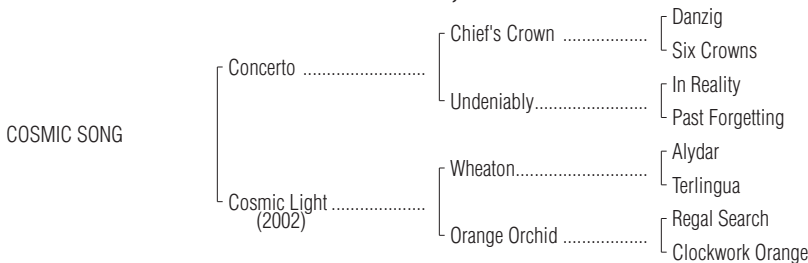 Danzig
Chief's Crown ....................
Six Crowns
Concerto ..........................
In Reality
Undeniably..........................
Past Forgetting
COSMIC SONG
Alydar
Wheaton..............................
Terlingua
Cosmic Light ....................
(2002)
Regal Search
Orange Orchid ....................
Clockwork Orange